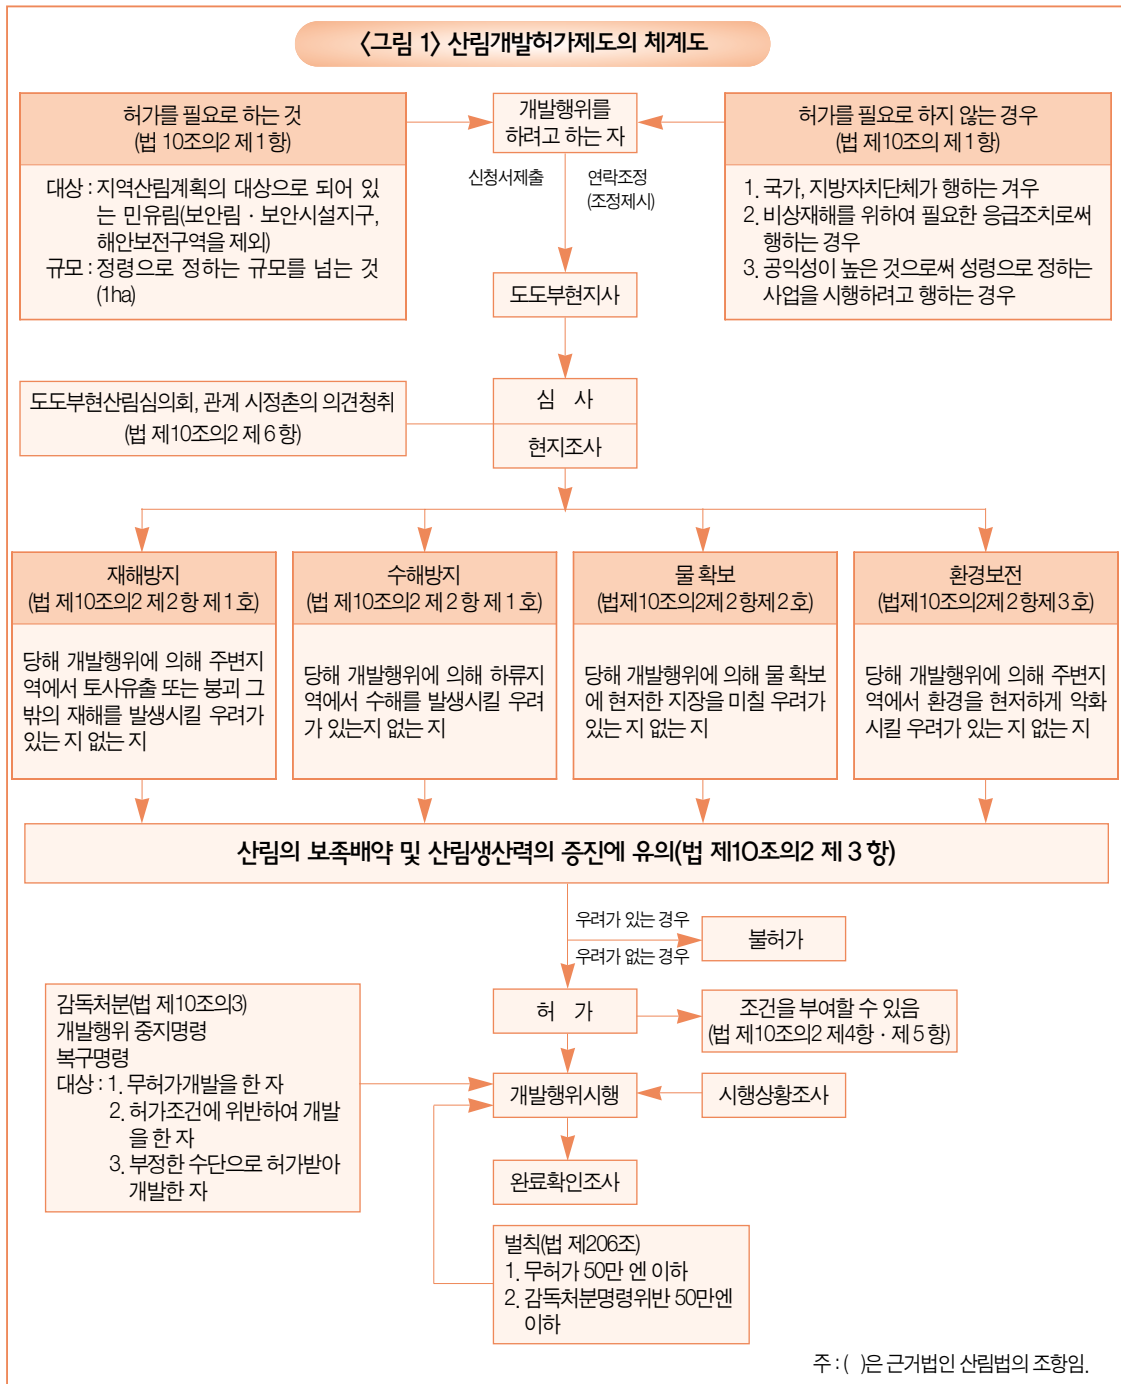 〈그림 1〉 산림개발허가제도의 체계도
허가를 필요로 하는 것
(법 10조의2 제1항)
대상 : 지역산림계획의 대상으로 되어 있
는 민유림(보안림 · 보안시설지구,
해안보전구역을 제외)
규모 : 정령으로 정하는 규모를 넘는 것
(1ha)
개발행위를
하려고 하는 자
허가를 필요로 하지 않는 경우
(법 제10조의 제1항)
1. 국가, 지방자치단체가 행하는 겨우
2. 비상재해를 위하여 필요한 응급조치로써
행하는 경우
3. 공익성이 높은 것으로써 성령으로 정하는
사업을 시행하려고 행하는 경우
신청서제출
연락조정
(조정제시)
도도부현지사
심 사
현지조사
도도부현산림심의회, 관계 시정촌의 의견청취
(법 제10조의2 제6항)
재해방지
(법 제10조의2 제2항 제1호)
당해 개발행위에 의해 주변지
역에서 토사유출 또는 붕괴 그
밖의 재해를 발생시킬 우려가
있는 지 없는 지
수해방지
(법 제10조의2 제2항 제1호)
당해 개발행위에 의해 하류지
역에서 수해를 발생시킬 우려
가 있는지 없는 지
물 확보
(법제10조의2제2항제2호)
당해 개발행위에 의해 물 확보
에 현저한 지장을 미칠 우려가
있는 지 없는 지
환경보전
(법제10조의2제2항제3호)
당해 개발행위에 의해 주변지
역에서 환경을 현저하게 악화
시킬 우려가 있는 지 없는 지
산림의 보족배약 및 산림생산력의 증진에 유의(법 제10조의2 제3항)
우려가 있는 경우
불허가
우려가 없는 경우
허 가
조건을 부여할 수 있음
(법 제10조의2 제4항 · 제5항)
감독처분(법 제10조의3)
개발행위 중지명령
복구명령
대상 : 1. 무허가개발을 한 자
2. 허가조건에 위반하여 개발
을 한 자
3. 부정한 수단으로 허가받아
개발한 자
개발행위시행
시행상황조사
완료확인조사
벌칙(법 제206조)
1. 무허가 50만 엔 이하
2. 감독처분명령위반 50만엔
이하
주 : ( )은 근거법인 산림법의 조항임.